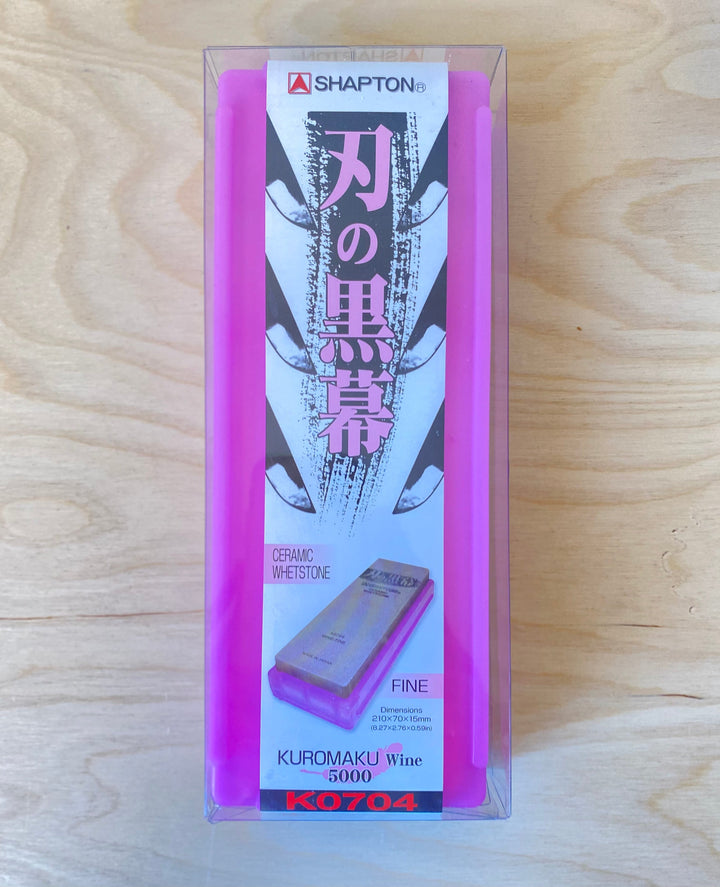 SHAPTON®
刃の黒幕
CERAMIC
WHETSTONE
FINE
Dimensions
210×70×15mm
(8.27×2.76×0.59in)
KUROMAKU Wine
5000
K0704